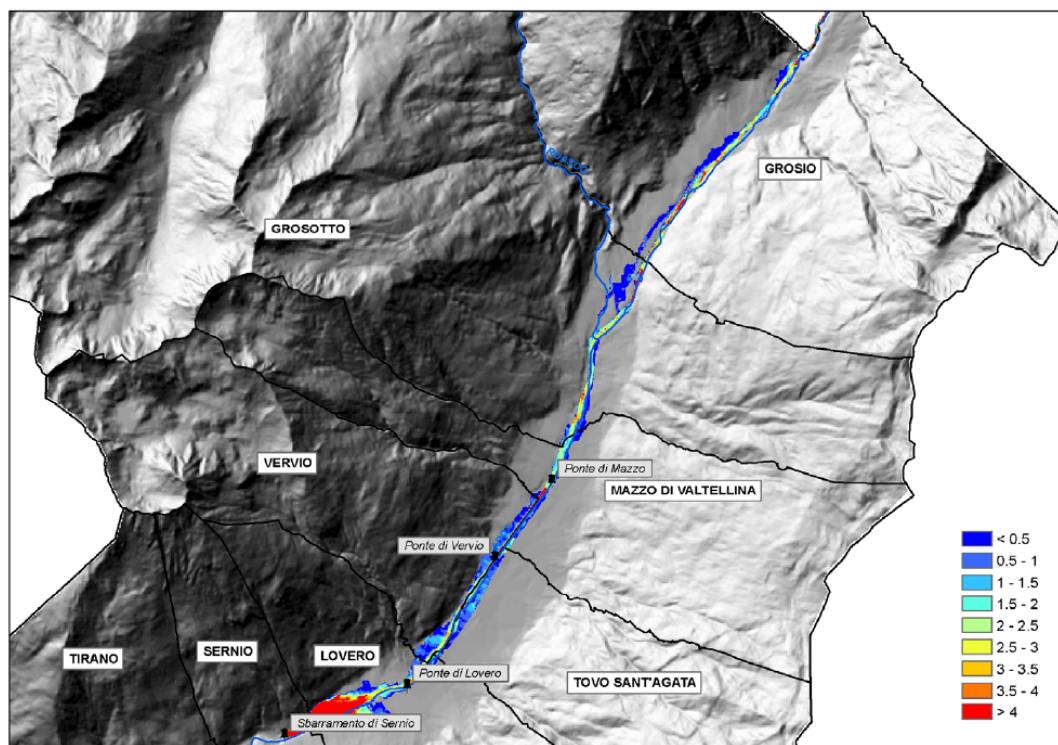 ROASCO
GROSIO
GROSOTTO
VERVIO
Ponte di Mazzo
MAZZO DI VALTELLINA
Ponte di Vervio
< 0.5
0.5 - 1
1 - 1.5
1.5 - 2
2 - 2.5
2.5 - 3
3 - 3.5
3.5 - 4
> 4
TIRANO
SERNIO
LOVERO
Ponte di Lovero
TOVO SANT'AGATA
Sbarramento di Sernio